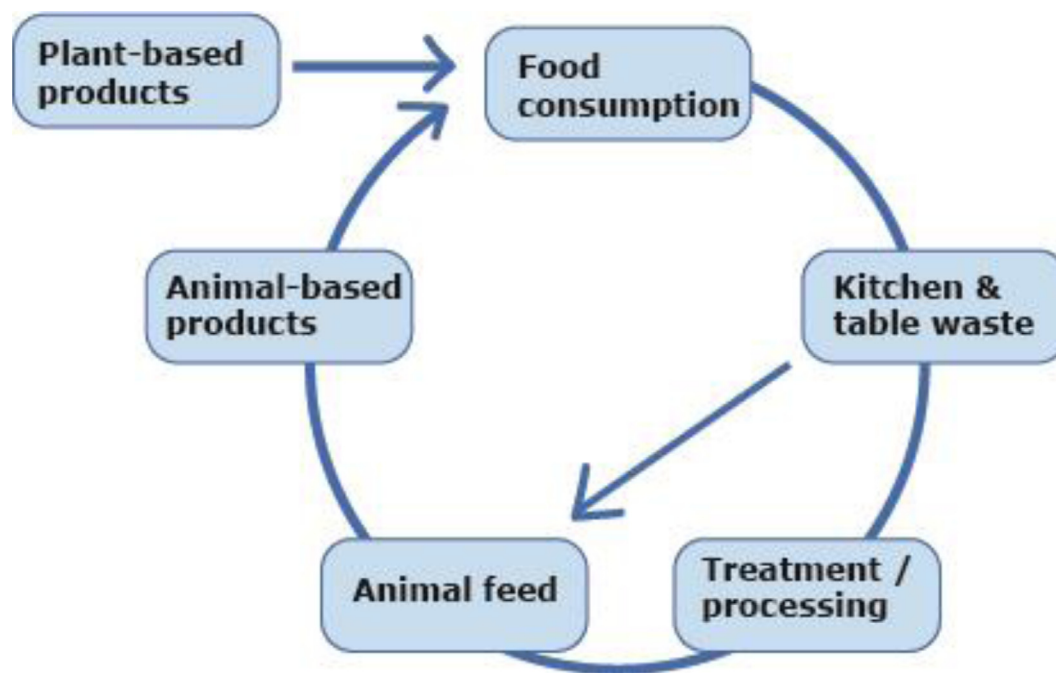 Plant-based
products
Food
consumption
Animal-based
products
Kitchen &
table waste
Animal feed
Treatment /
processing